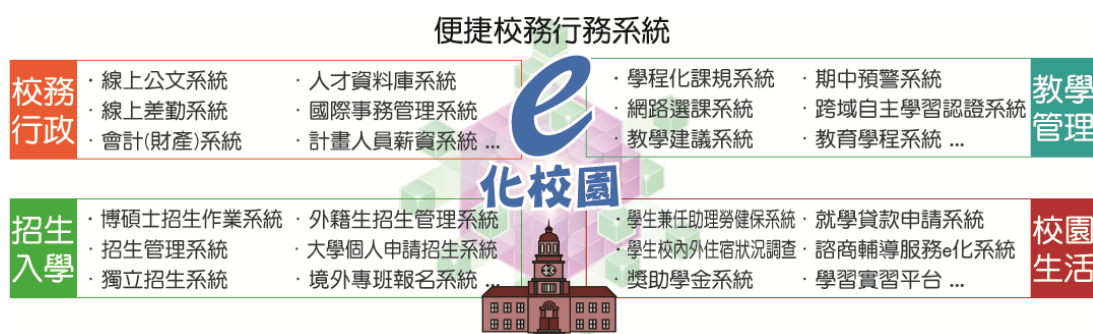 便捷校務行務系統
校務
行政
·線上公文系統
·線上差勤系統
·會計(財產)系統
·人才資料庫系統
·國際事務管理系統
·計畫人員薪資系統 ...
e
化校園
·學程化課規系統
·網路選課系統
·教學建議系統
·期中預警系統
·跨域自主學習認證系統
·教育學程系統 ...
教學
管理
招生
入學
·博碩士招生作業系統
·招生管理系統
·獨立招生系統
·外籍生招生管理系統
·大學個人申請招生系統
·境外專班報名系統 ...
·學生兼任助理勞健保系統
·學生校內外住宿狀況調查
·獎助學金系統
·就學貸款申請系統
·諮商輔導服務e化系統
·學習實習平台 ...
校園
生活